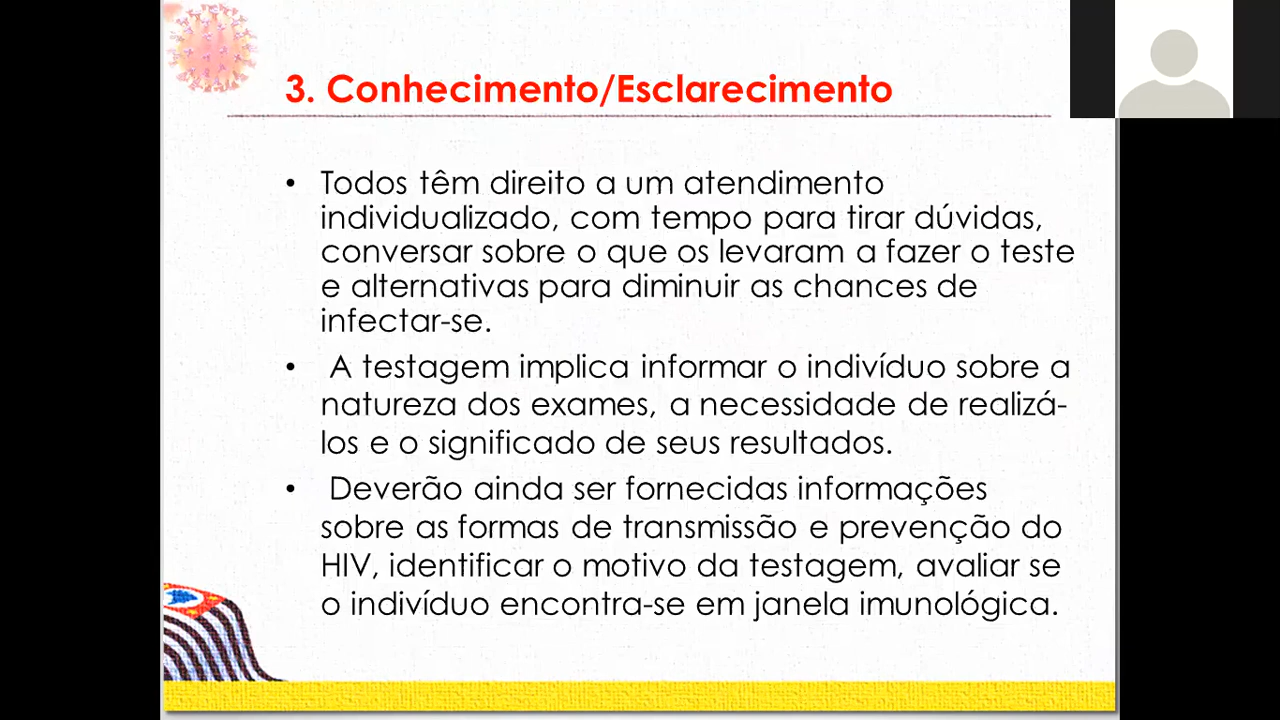 3. Conhecimento/Esclarecimento
• Todos têm direito a um atendimento
individualizado, com tempo para tirar dúvidas,
conversar sobre o que os levaram a fazer o teste
e alternativas para diminuir as chances de
infectar-se.
• A testagem implica informar o indivíduo sobre a
natureza dos exames, a necessidade de realizá-
los e o significado de seus resultados.
• Deverão ainda ser fornecidas informações
sobre as formas de transmissão e prevenção do
HIV, identificar o motivo da testagem, avaliar se
o indivíduo encontra-se em janela imunológica.